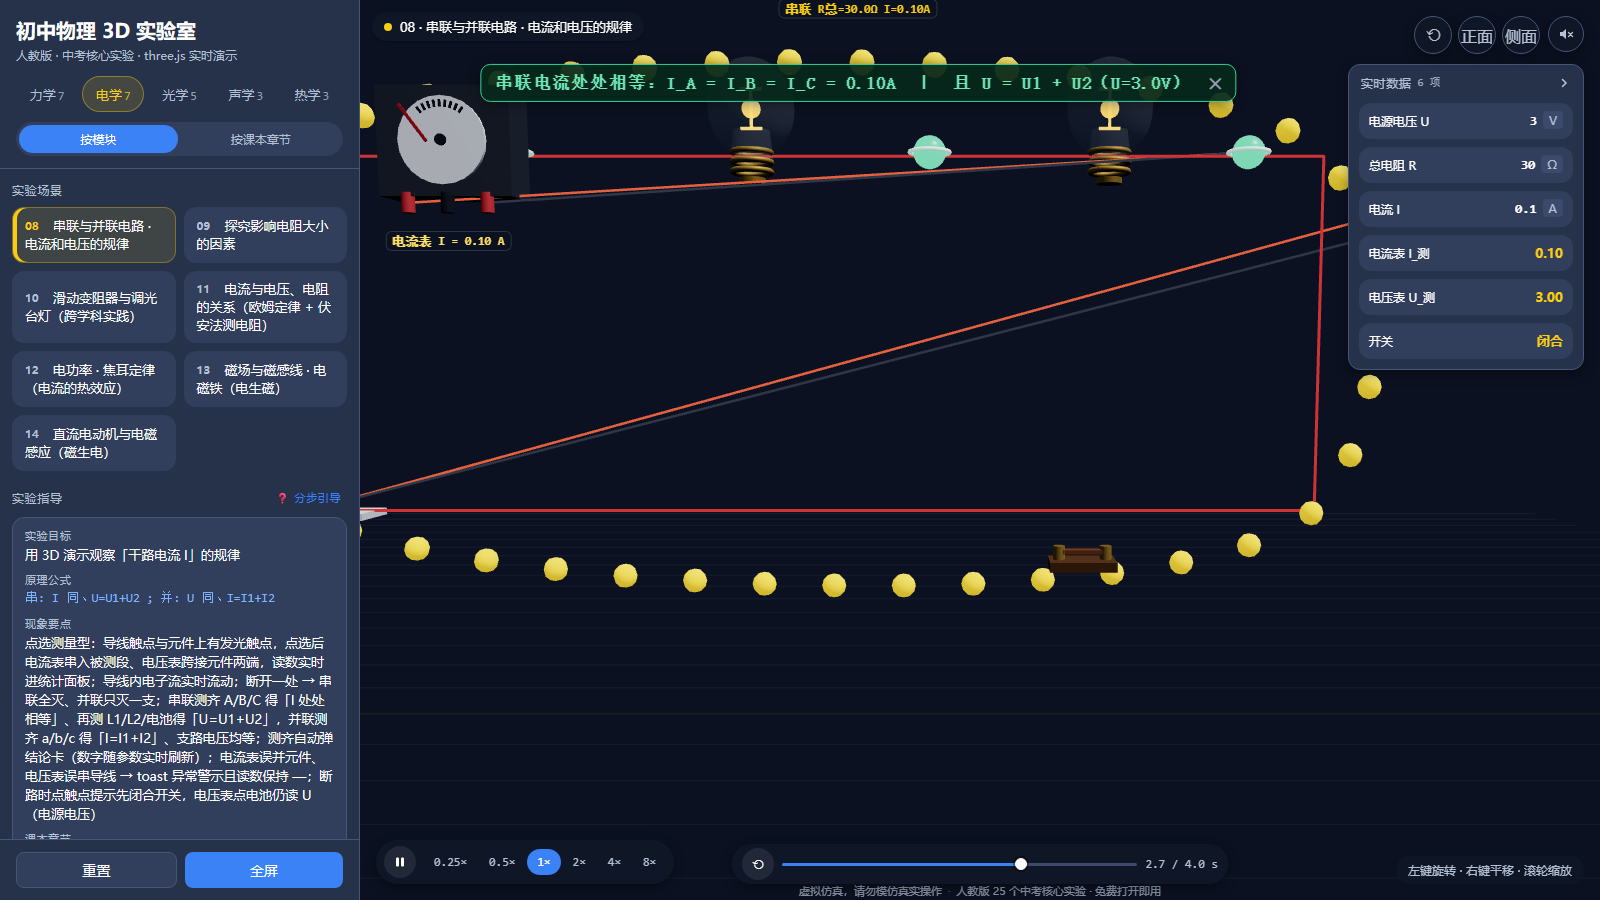 初中物理 3D 实验室
人教版 · 中考核心实验 · three.js 实时演示
力学 7
电学 7
光学 5
声学 3
热学 3
按模块
按课本章节
实验场景
08 串联与并联电路 · 电流和电压的规律
09 探究影响电阻大小的因素
10 滑动变阻器与调光台灯（跨学科实践）
11 电流与电压、电阻的关系（欧姆定律 + 伏安法测电阻）
12 电功率 · 焦耳定律（电流的热效应）
13 磁场与磁感线 · 电磁铁（电生磁）
14 直流电动机与电磁感应（磁生电）
实验指导
❓ 分步引导
实验目标
用 3D 演示观察「干路电流 I」的规律
原理公式
串: I 同、U=U1+U2 ; 并: U 同、I=I1+I2
现象要点
点选测量型：导线触点与元件上有发光触点，点选后
电流表串入被测段、电压表跨接元件两端，读数实时
进统计面板；导线内电子流实时流动；断开一处 → 串
联全灭、并联只灭一支；串联测齐 A/B/C 得「I 处处
相等」、再测 L1/L2/电池得「U=U1+U2」，并联测
齐 a/b/c 得「I=I1+I2」、支路电压均等；测齐自动弹
结论卡（数字随参数实时刷新）；电流表误并元件、
电压表误串导线 → toast 异常警示且读数保持 —；断
路时点触点提示先闭合开关，电压表点电池仍读 U
（电源电压）
课本章节
重置
全屏
串联 R总=30.0Ω I=0.10A
08 · 串联与并联电路 · 电流和电压的规律
串联电流处处相等: I_A = I_B = I_C = 0.10A | 且 U = U1 + U2 (U=3.0V)
电流表 I = 0.10 A
正面
侧面
实时数据 6 项
电源电压 U 3 V
总电阻 R 30 Ω
电流 I 0.1 A
电流表 I_测 0.10
电压表 U_测 3.00
开关 闭合
0.25×
0.5×
1×
2×
4×
8×
2.7 / 4.0 s
左键旋转 · 右键平移 · 滚轮缩放
虚拟仿真，请勿模仿真实操作 · 人教版 25 个中考核心实验 · 免费打开即用